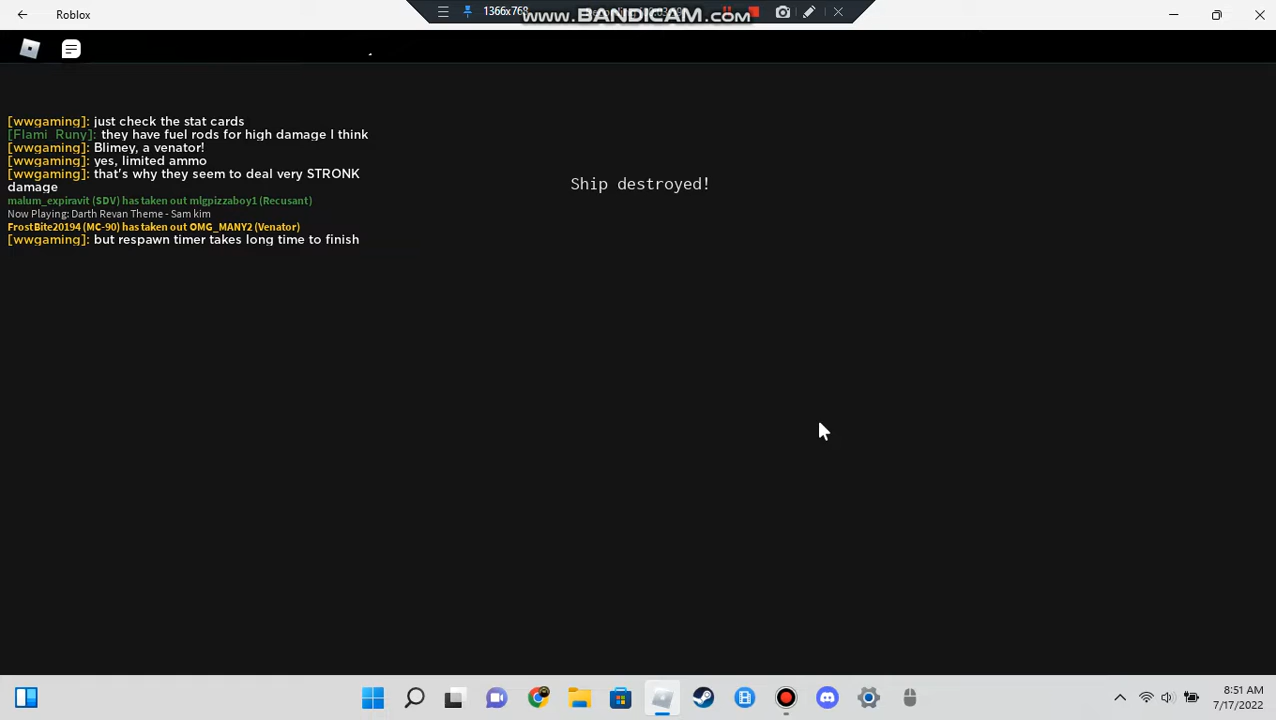 Roblox
1366x768
www.BANDICAM.com
[wwgaming]: just check the stat cards
[Flami_Runy]: they have fuel rods for high damage I think
[wwgaming]: Blimey, a venator!
[wwgaming]: yes, limited ammo
[wwgaming]: that's why they seem to deal very STRONK
damage
malum_expiravit (SDV) has taken out mlgpizzaboy1 (Recusant)
Now Playing: Darth Revan Theme - Sam kim
FrostBite20194 (MC-90) has taken out OMG_MANY2 (Venator)
[wwgaming]: but respawn timer takes long time to finish
Ship destroyed!
8:51 AM
7/17/2022